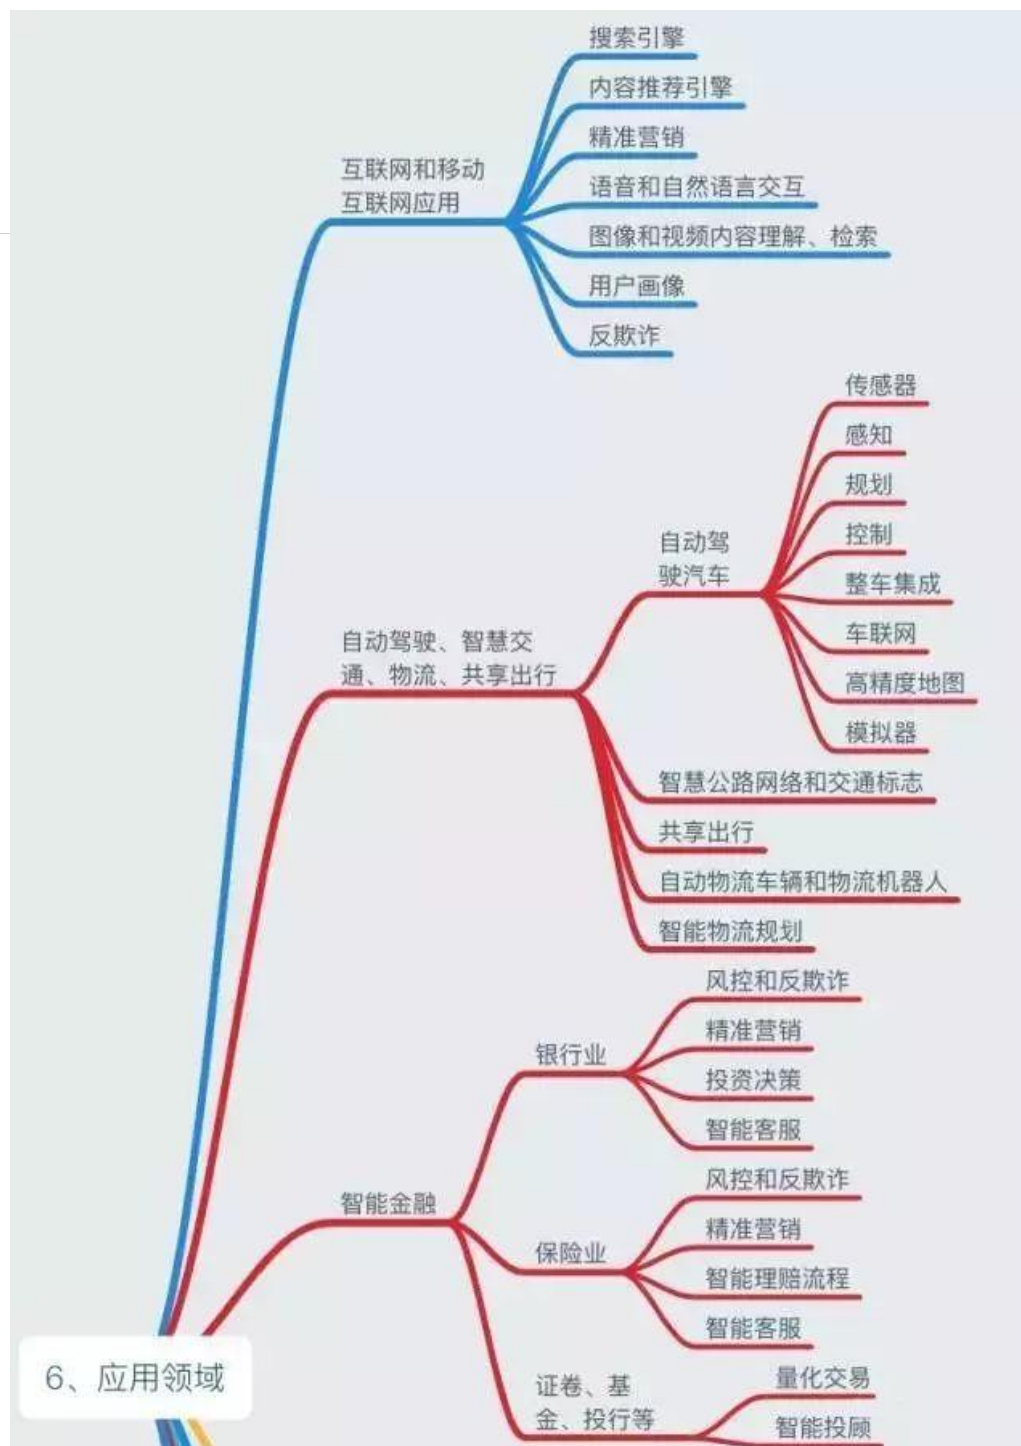 搜索引擎
内容推荐引擎
精准营销
互联网和移动
互联网应用
语音和自然语言交互
图像和视频内容理解、检索
用户画像
反欺诈
传感器
感知
规划
控制
自动驾
驶汽车
整车集成
车联网
高精度地图
模拟器
自动驾驶、智慧交
通、物流、共享出行
智慧公路网络和交通标志
共享出行
自动物流车辆和物流机器人
智能物流规划
风控和反欺诈
精准营销
银行业
投资决策
智能客服
智能金融
风控和反欺诈
精准营销
保险业
智能理赔流程
智能客服
6、应用领域
证卷、基
金、投行等
量化交易
智能投顾